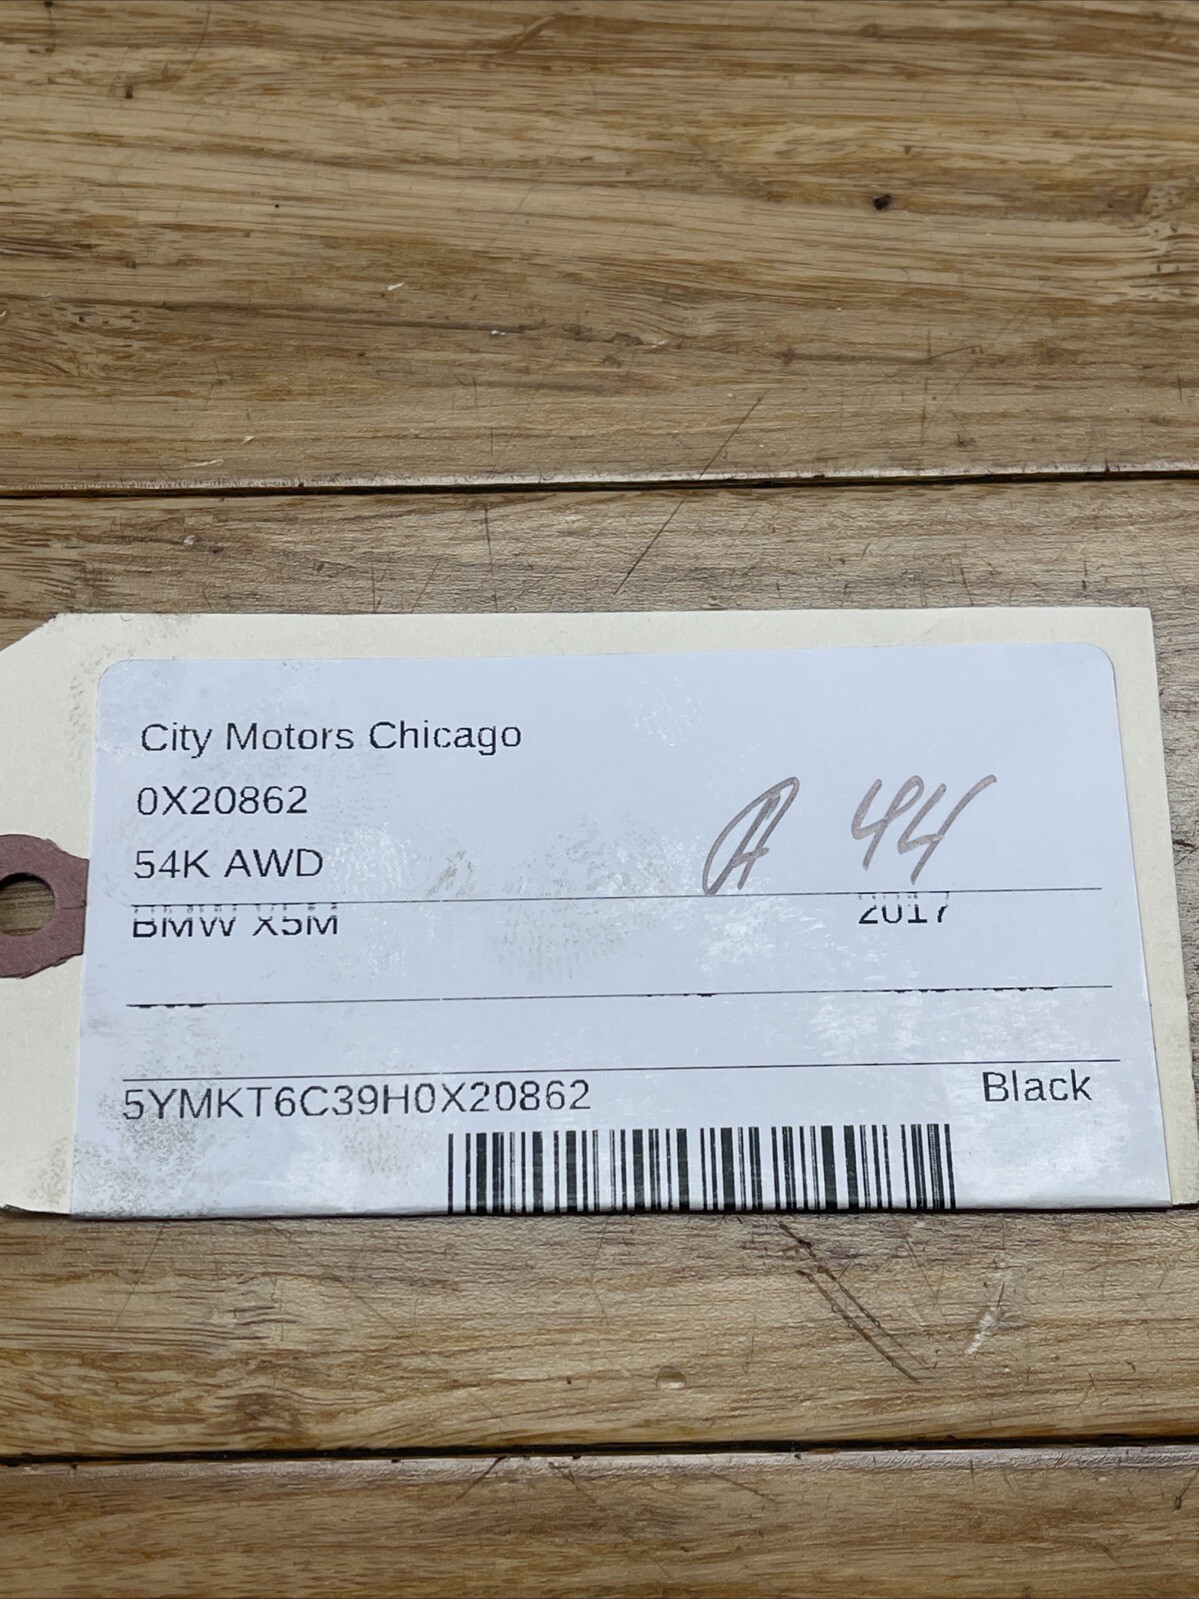 City Motors Chicago
0X20862
A 44
54K AWD
BMW X5M 2017
5YMKT6C39H0X20862 Black